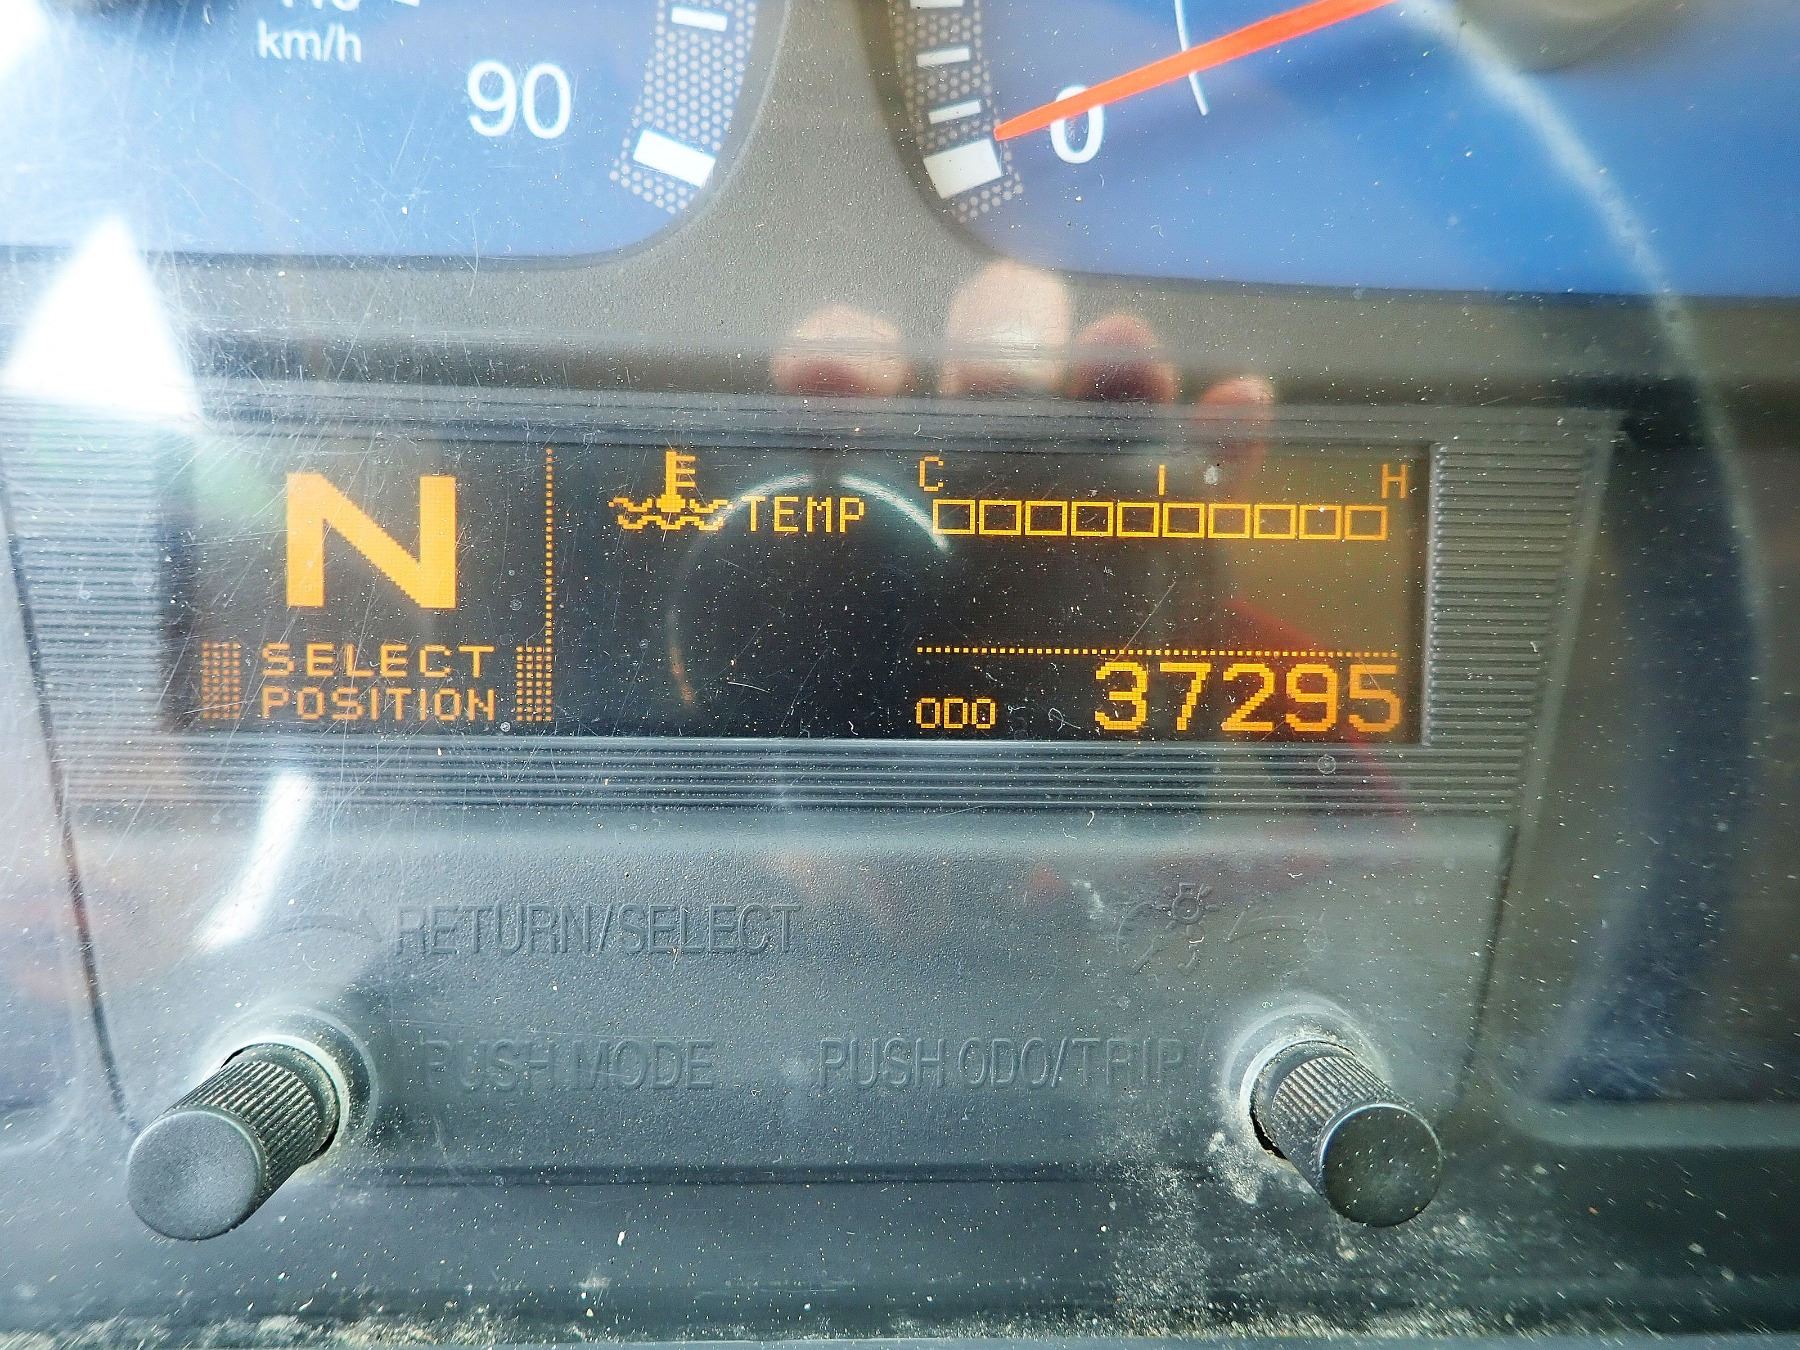 km/h
90
0
E
C
I
H
TEMP
N
SELECT
POSITION
ODO 37295
RETURN/SELECT
PUSH MODE
PUSH ODO/TRIP